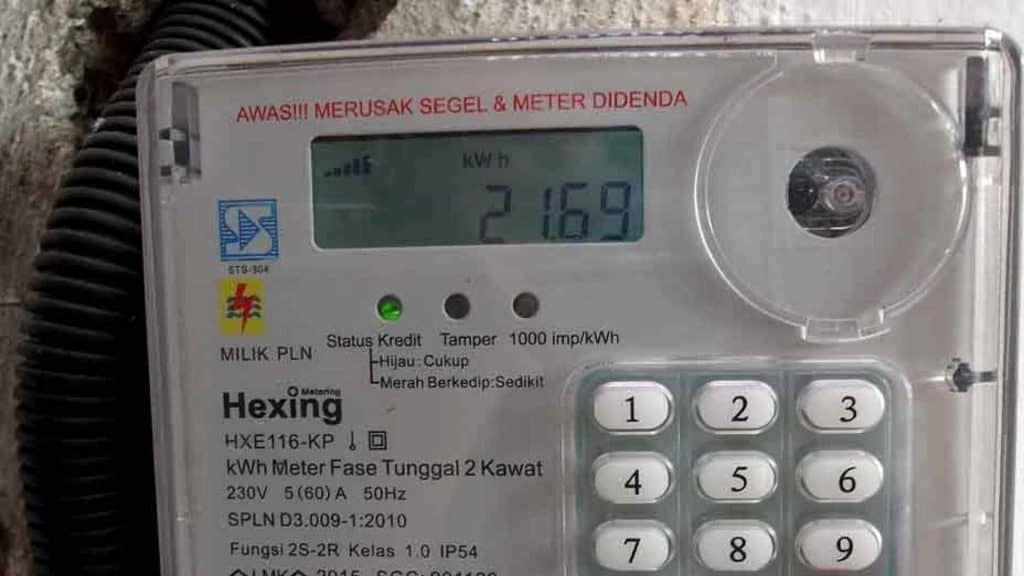 AWAS!!! MERUSAK SEGEL & METER DIDENDA
kWh
21.69
STS-304
Status Kredit Tamper 1000 imp/kWh
Hijau : Cukup
Merah Berkedip : Sedikit
MILIK PLN
Metering
Hexing
HXE116-KP
kWh Meter Fase Tunggal 2 Kawat
230V 5(60)A 50Hz
SPLN D3.009-1:2010
Fungsi 2S-2R Kelas 1.0 IP54
LMK 2015
1 2 3
4 5 6
7 8 9